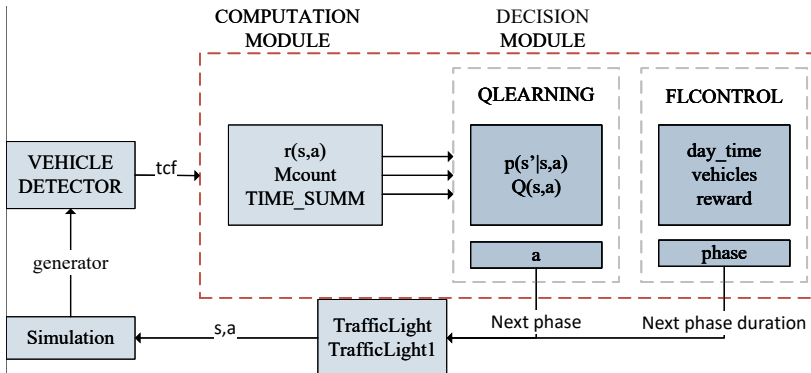 COMPUTATION
MODULE
DECISION
MODULE
QLEARNING
FLCONTROL
VEHICLE
DETECTOR
tcf
r(s,a)
Mcount
TIME_SUMM
p(s'|s,a)
Q(s,a)
day_time
vehicles
reward
a
phase
generator
Simulation
s,a
TrafficLight
TrafficLight1
Next phase
Next phase duration